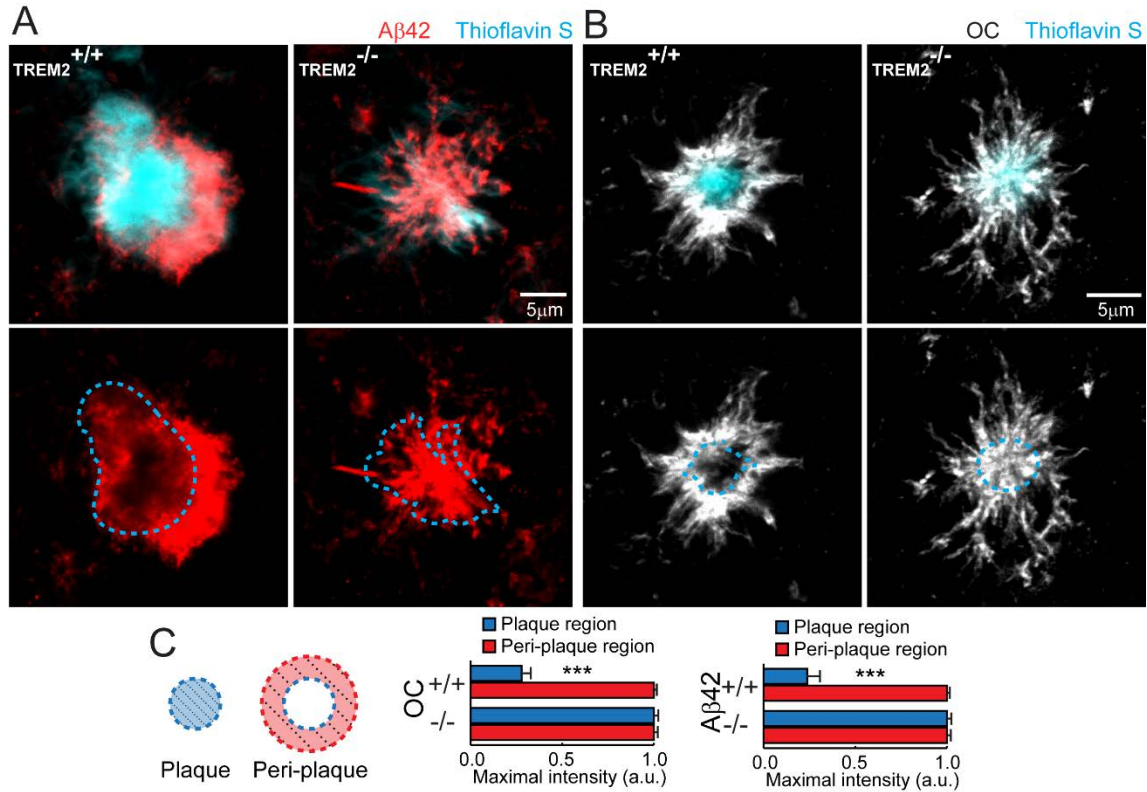 A
Aβ42 Thioflavin S
TREM2+/+
TREM2-/-
5μm
B
OC Thioflavin S
TREM2+/+
TREM2-/-
5μm
C
Plaque
Peri-plaque
Plaque region
Peri-plaque region
OC
+/+
***
-/-
0.0 0.5 1.0
Maximal intensity (a.u.)
Plaque region
Peri-plaque region
Aβ42
+/+
***
-/-
0.0 0.5 1.0
Maximal intensity (a.u.)